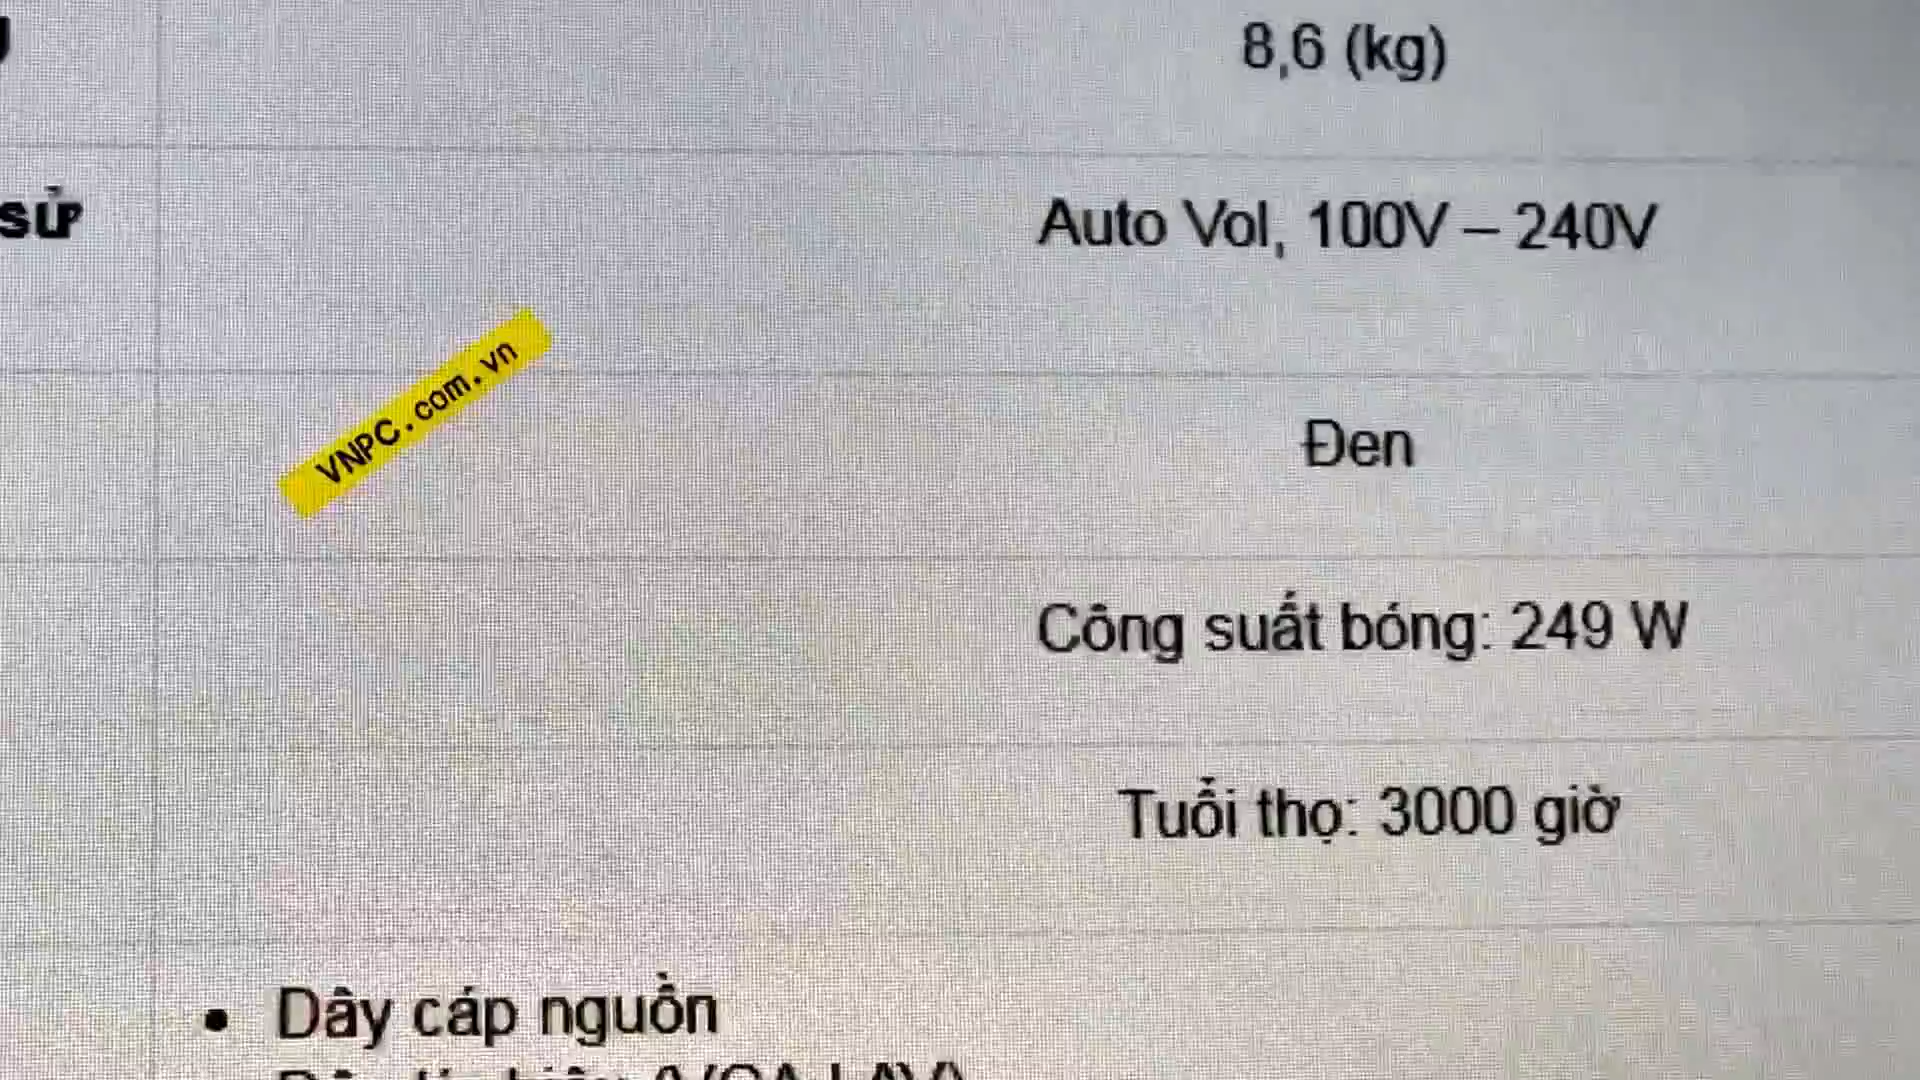 8,6 (kg)
sử
Auto Vol, 100V – 240V
VNPC.com.vn
Đen
Công suất bóng: 249 W
Tuổi thọ: 3000 giờ
• Dây cáp nguồn